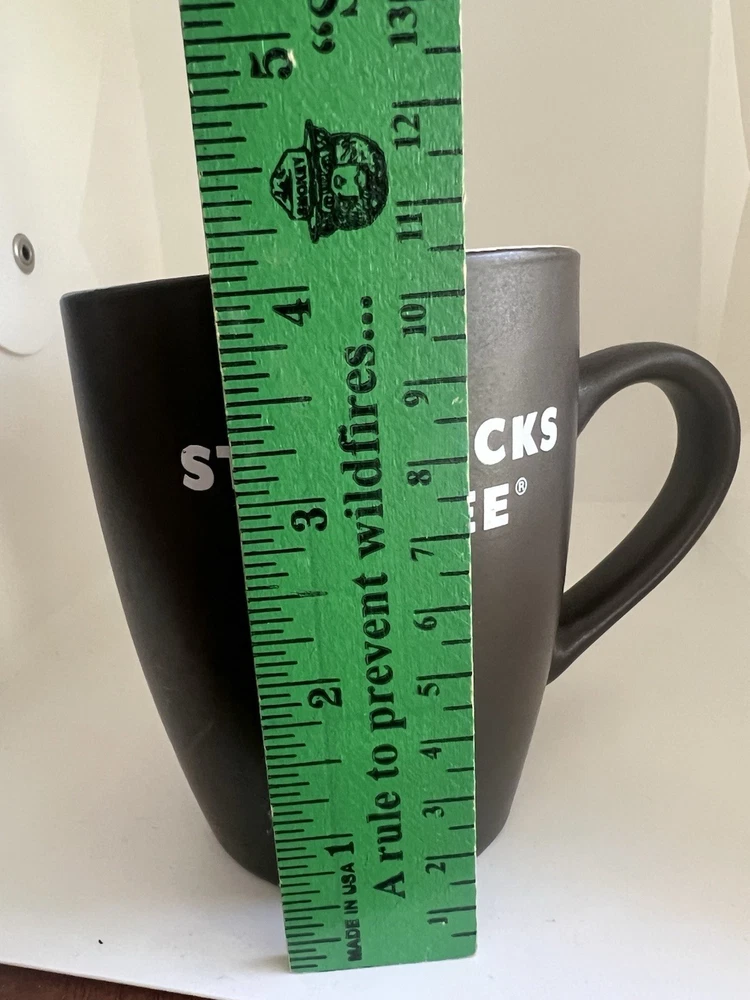 ST CKS
EE®
"S
SMOKEY
A rule to prevent wildfires...
MADE IN USA
1 2 3 4 5
1 2 3 4 5 6 7 8 9 10 11 12 13